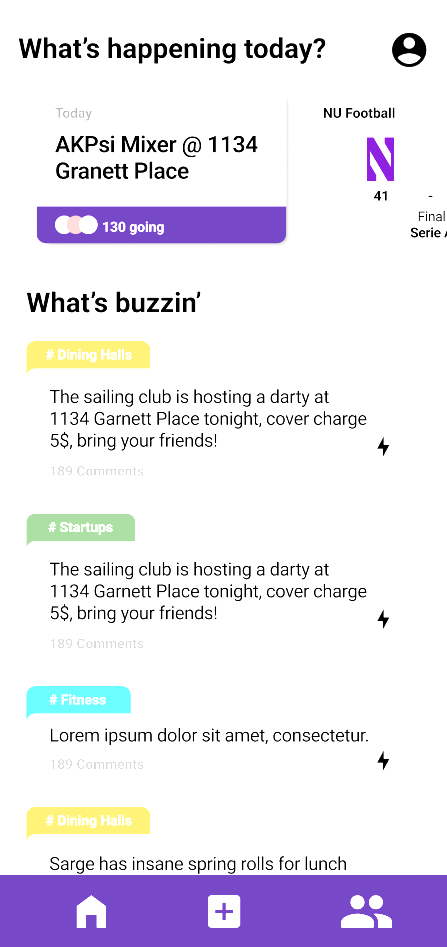 What's happening today?
Today
NU Football
AKPsi Mixer @ 1134
Granett Place
N
41
-
Final
Serie
130 going
What's buzzin'
# Dining Halls
The sailing club is hosting a darty at
1134 Garnett Place tonight, cover charge
5$, bring your friends!
189 Comments
# Startups
The sailing club is hosting a darty at
1134 Garnett Place tonight, cover charge
5$, bring your friends!
189 Comments
# Fitness
Lorem ipsum dolor sit amet, consectetur.
189 Comments
# Dining Halls
Sarge has insane spring rolls for lunch